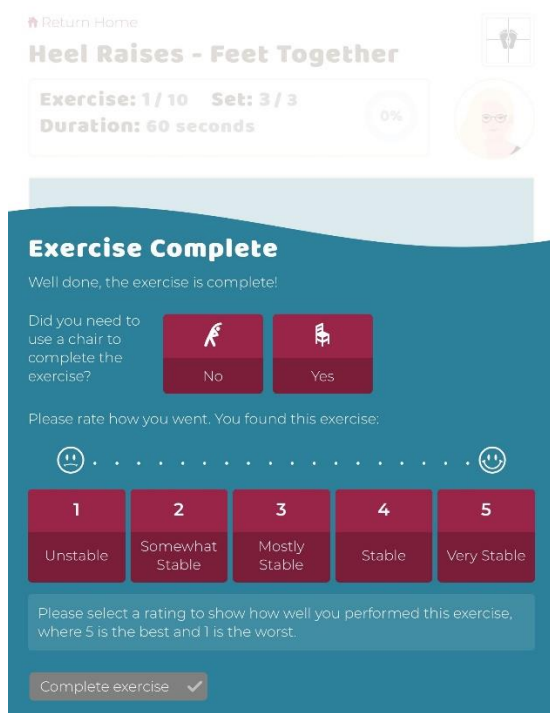 Return Home
Heel Raises - Feet Together
Exercise: 1 / 10 Set: 3 / 3
Duration: 60 seconds
0%
Exercise Complete
Well done, the exercise is complete!
Did you need to
use a chair to
complete the
exercise?
No
Yes
Please rate how you went. You found this exercise:
1
2
3
4
5
Unstable
Somewhat
Stable
Mostly
Stable
Stable
Very Stable
Please select a rating to show how well you performed this exercise,
where 5 is the best and 1 is the worst.
Complete exercise